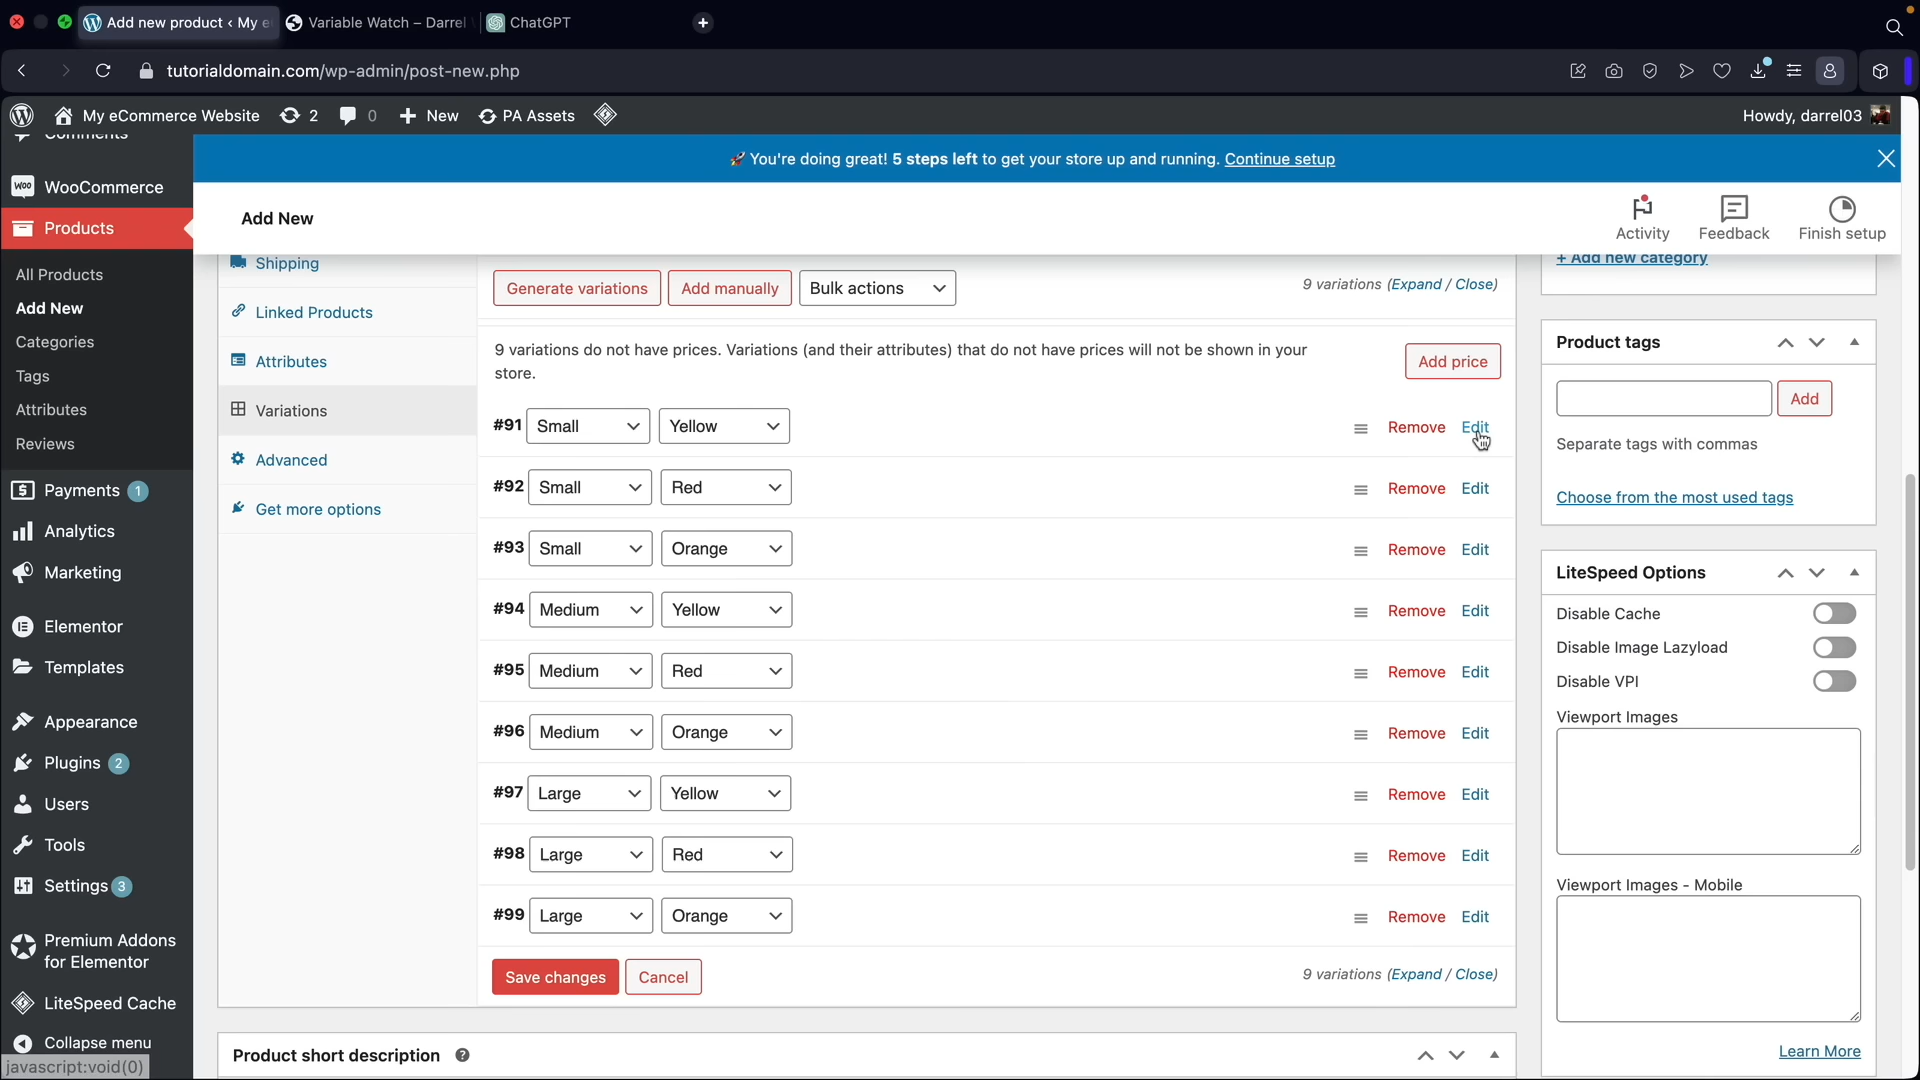 Add new product ‹ My e
Variable Watch – Darrel
ChatGPT
tutorialdomain.com/wp-admin/post-new.php
My eCommerce Website
2
0
New
PA Assets
Howdy, darrel03
🚀 You're doing great! 5 steps left to get your store up and running. Continue setup
Comments
WooCommerce
Products
All Products
Add New
Categories
Tags
Attributes
Reviews
Payments 1
Analytics
Marketing
Elementor
Templates
Appearance
Plugins 2
Users
Tools
Settings 3
Premium Addons
for Elementor
LiteSpeed Cache
Collapse menu
javascript:void(0)
Add New
Activity
Feedback
Finish setup
Shipping
Linked Products
Attributes
Variations
Advanced
Get more options
Generate variations
Add manually
Bulk actions
9 variations (Expand / Close)
9 variations do not have prices. Variations (and their attributes) that do not have prices will not be shown in your
store.
Add price
#91 Small Yellow Remove Edit
#92 Small Red Remove Edit
#93 Small Orange Remove Edit
#94 Medium Yellow Remove Edit
#95 Medium Red Remove Edit
#96 Medium Orange Remove Edit
#97 Large Yellow Remove Edit
#98 Large Red Remove Edit
#99 Large Orange Remove Edit
Save changes
Cancel
9 variations (Expand / Close)
Product short description
+ Add new category
Product tags
Add
Separate tags with commas
Choose from the most used tags
LiteSpeed Options
Disable Cache
Disable Image Lazyload
Disable VPI
Viewport Images
Viewport Images - Mobile
Learn More